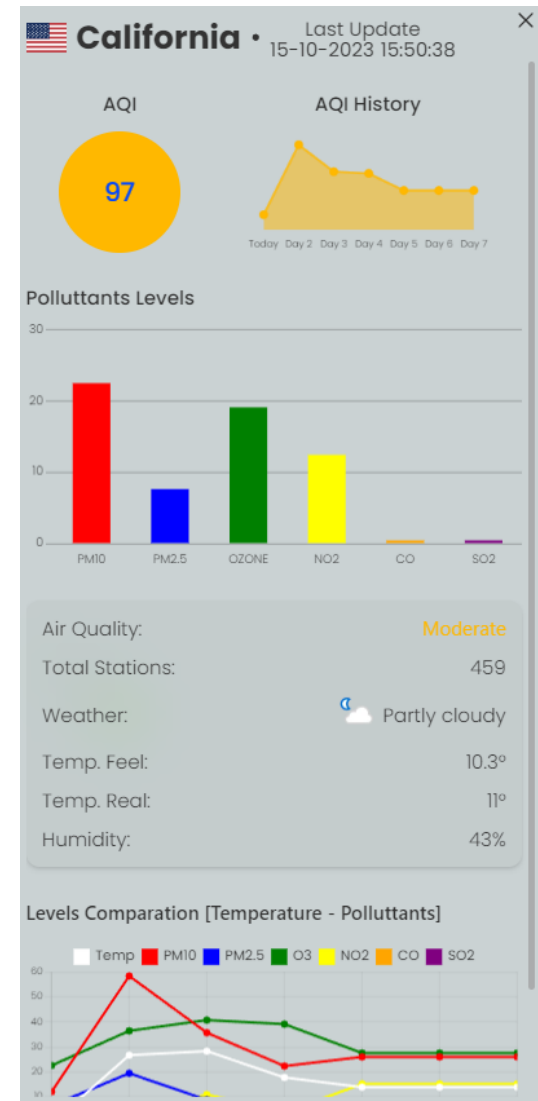 California •
Last Update
15-10-2023 15:50:38
AQI
AQI History
97
Today Day 2 Day 3 Day 4 Day 5 Day 6 Day 7
Polluttants Levels
30
20
10
0
PM10 PM2.5 OZONE NO2 CO SO2
Air Quality: Moderate
Total Stations: 459
Weather: Partly cloudy
Temp. Feel: 10.3º
Temp. Real: 11º
Humidity: 43%
Levels Comparation [Temperature - Polluttants]
Temp PM10 PM2.5 O3 NO2 CO SO2
60
50
40
30
20
10